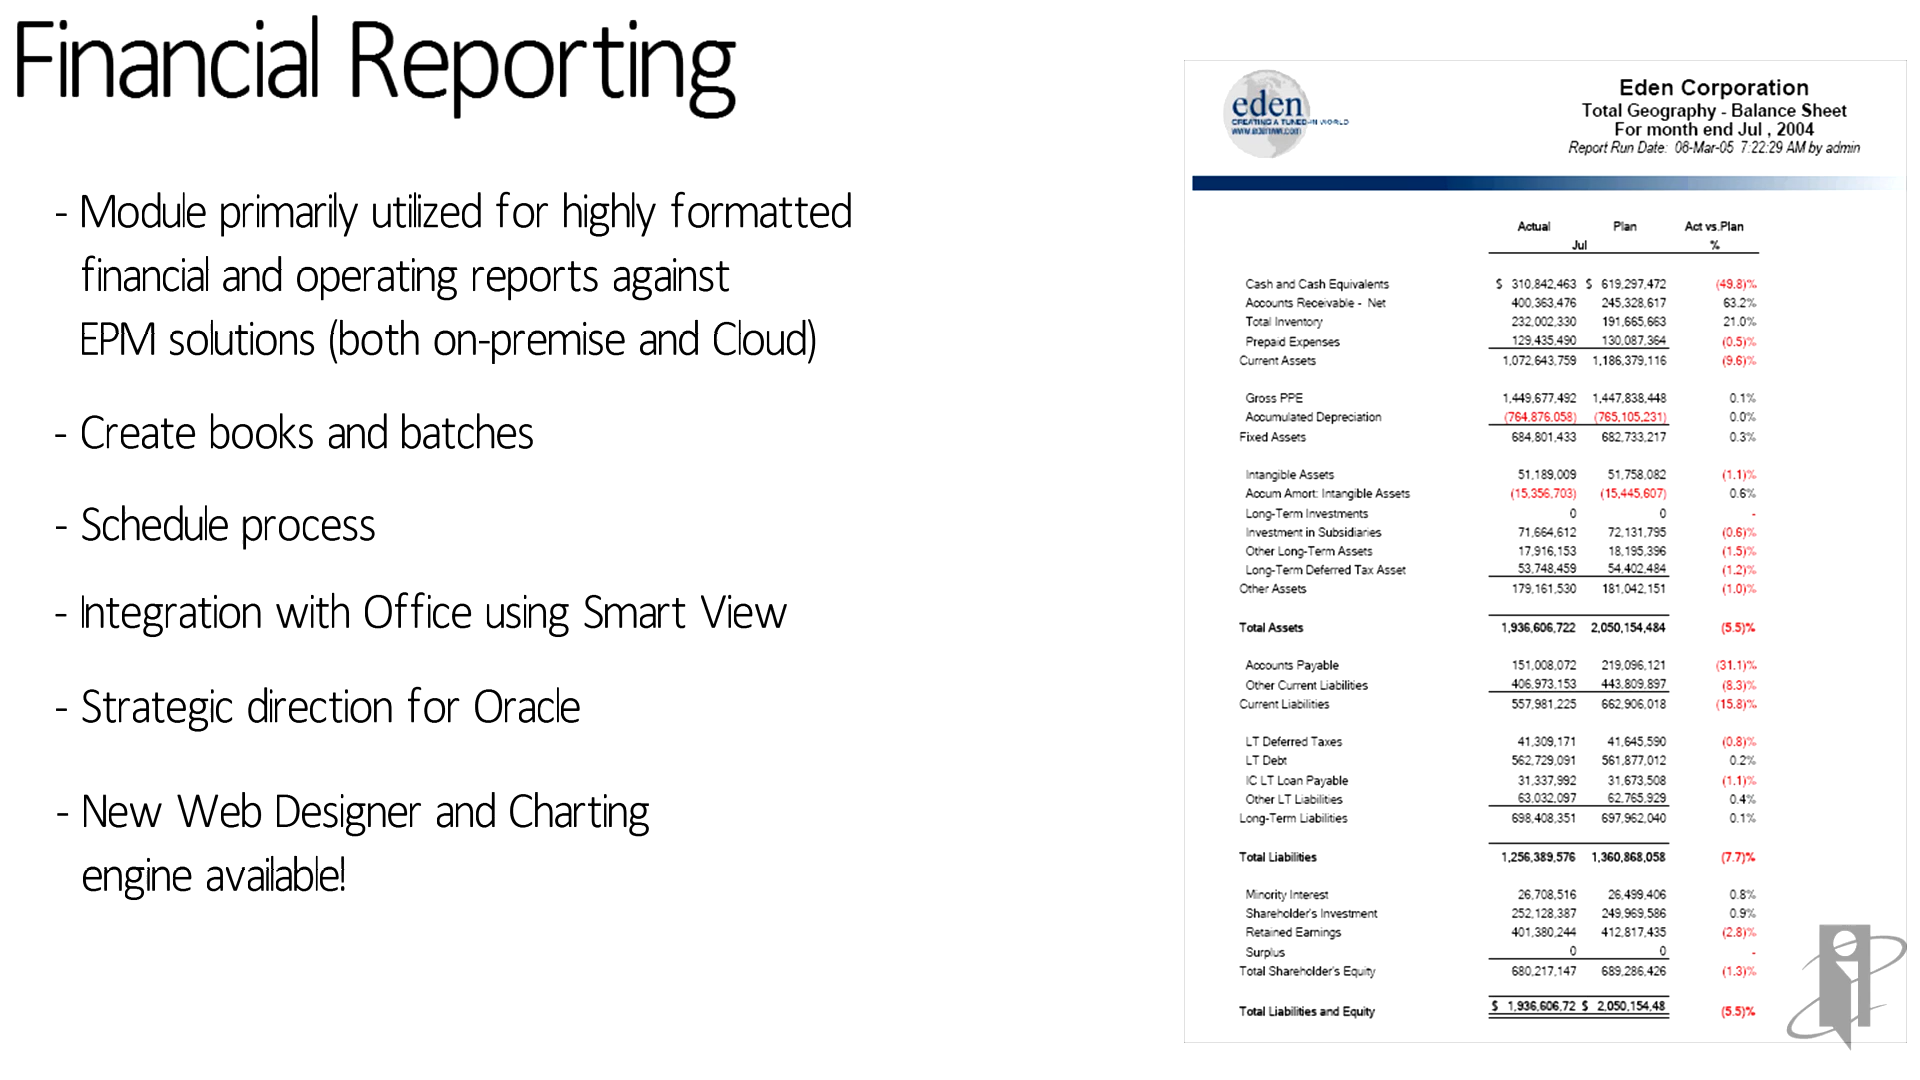 Financial Reporting
- Module primarily utilized for highly formatted
financial and operating reports against
EPM solutions (both on-premise and Cloud)
- Create books and batches
- Schedule process
- Integration with Office using Smart View
- Strategic direction for Oracle
- New Web Designer and Charting
engine available!
eden
CREATING A TUNED-IN WORLD
Eden Corporation
Total Geography - Balance Sheet
For month end Jul , 2004
Report Run Date: 08-Mar-05 7:22:29 AM by admin
Actual Plan Act vs.Plan
Jul %
Cash and Cash Equivalents $ 310,842,463 $ 619,297,472 (49.8)%
Accounts Receivable - Net 400,363,476 245,328,617 63.2%
Total Inventory 232,002,330 191,665,663 21.0%
Prepaid Expenses 129,435,490 130,087,364 (0.5)%
Current Assets 1,072,643,759 1,186,379,116 (9.6)%
Gross PPE 1,449,677,492 1,447,838,448 0.1%
Accumulated Depreciation (764,876,058) (765,105,231) 0.0%
Fixed Assets 684,801,433 682,733,217 0.3%
Intangible Assets 51,189,009 51,758,082 (1.1)%
Accum Amort: Intangible Assets (15,356,703) (15,445,607) 0.6%
Long-Term Investments 0 0 -
Investment in Subsidiaries 71,664,612 72,131,795 (0.6)%
Other Long-Term Assets 17,916,153 18,195,396 (1.5)%
Long-Term Deferred Tax Asset 53,748,459 54,402,484 (1.2)%
Other Assets 179,161,530 181,042,151 (1.0)%
Total Assets 1,936,606,722 2,050,154,484 (5.5)%
Accounts Payable 151,008,072 219,096,121 (31.1)%
Other Current Liabilities 406,973,153 443,809,897 (8.3)%
Current Liabilities 557,981,225 662,906,018 (15.8)%
LT Deferred Taxes 41,309,171 41,645,590 (0.8)%
LT Debt 562,729,091 561,877,012 0.2%
IC LT Loan Payable 31,337,992 31,673,508 (1.1)%
Other LT Liabilities 63,032,097 62,765,929 0.4%
Long-Term Liabilities 698,408,351 697,962,040 0.1%
Total Liabilities 1,256,389,576 1,360,868,058 (7.7)%
Minority Interest 26,708,516 26,499,406 0.8%
Shareholder's Investment 252,128,387 249,969,586 0.9%
Retained Earnings 401,380,244 412,817,435 (2.8)%
Surplus 0 0 -
Total Shareholder's Equity 680,217,147 689,286,426 (1.3)%
Total Liabilities and Equity $ 1,936,606,72 $ 2,050,154,48 (5.5)%